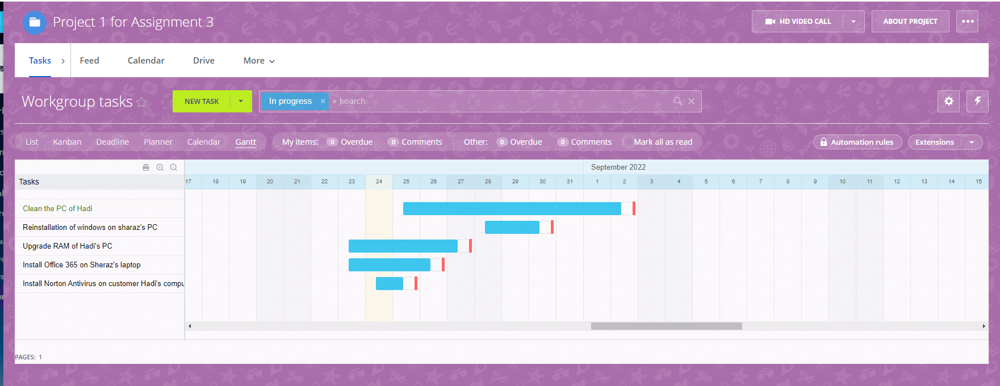 Project 1 for Assignment 3
HD VIDEO CALL
ABOUT PROJECT
Tasks
Feed
Calendar
Drive
More
Workgroup tasks
NEW TASK
In progress × + search
List Kanban Deadline Planner Calendar Gantt
My items: 0 Overdue 0 Comments Other: 0 Overdue 0 Comments Mark all as read
Automation rules
Extensions
September 2022
Tasks
17 18 19 20 21 22 23 24 25 26 27 28 29 30 31 1 2 3 4 5 6 7 8 9 10 11 12 13 14 15
Clean the PC of Hadi
Reinstallation of windows on sharaz's PC
Upgrade RAM of Hadi's PC
Install Office 365 on Sheraz's laptop
Install Norton Antivirus on customer Hadi's compu
PAGES: 1